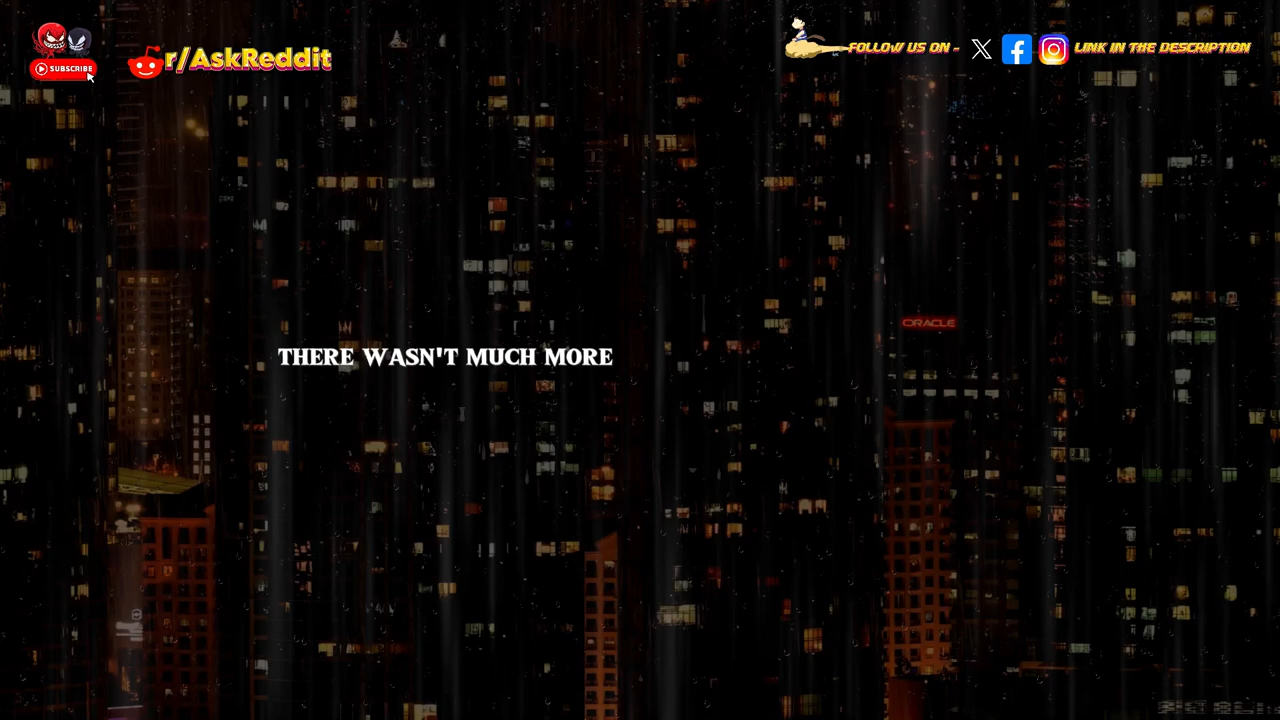 SUBSCRIBE
r/AskReddit
FOLLOW US ON -
LINK IN THE DESCRIPTION
ORACLE
THERE WASN'T MUCH MORE